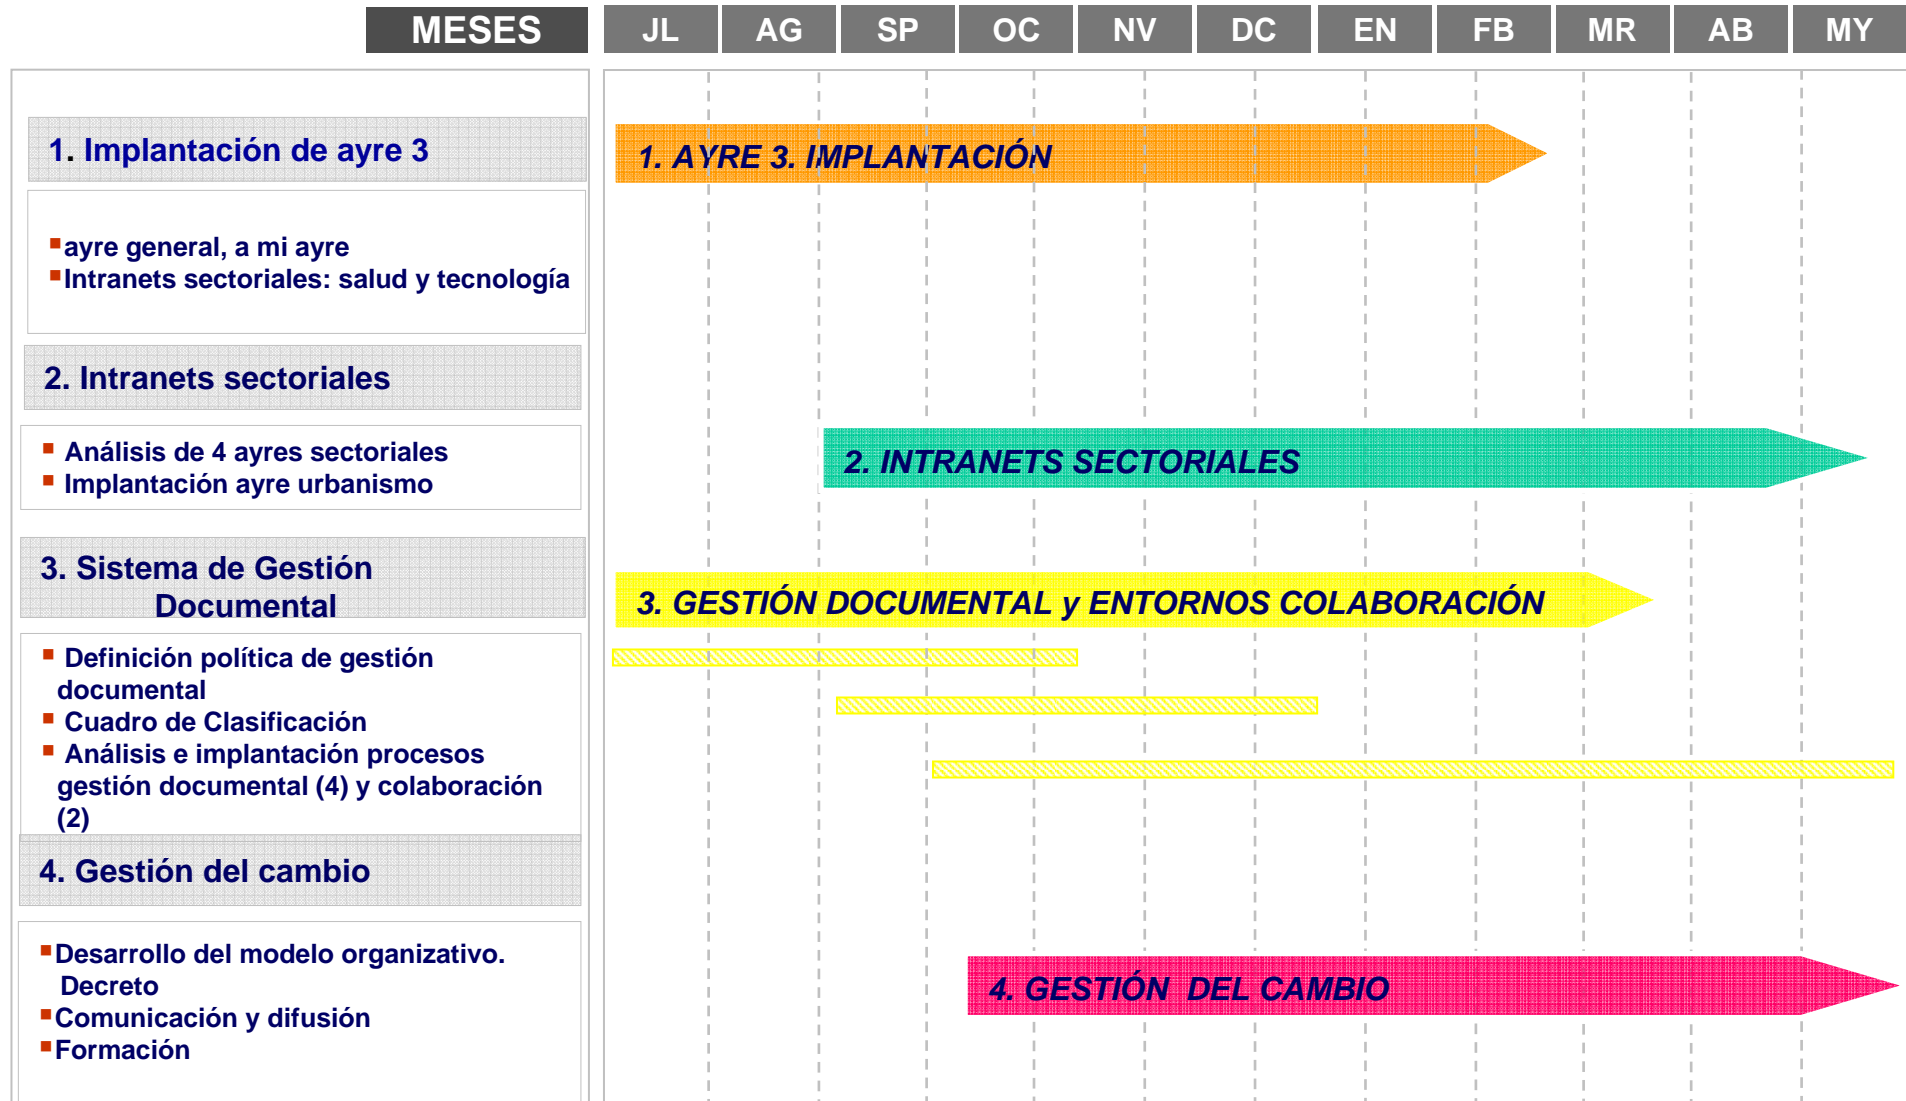 MESES JL AG SP OC NV DC EN FB MR AB MY
1. Implantación de ayre 3
1. AYRE 3. IMPLANTACIÓN
▪ayre general, a mi ayre
▪Intranets sectoriales: salud y tecnología
2. Intranets sectoriales
▪ Análisis de 4 ayres sectoriales
▪ Implantación ayre urbanismo
2. INTRANETS SECTORIALES
3. Sistema de Gestión
Documental
3. GESTIÓN DOCUMENTAL y ENTORNOS COLABORACIÓN
▪ Definición política de gestión
documental
▪ Cuadro de Clasificación
▪ Análisis e implantación procesos
gestión documental (4) y colaboración
(2)
4. Gestión del cambio
▪Desarrollo del modelo organizativo.
Decreto
▪Comunicación y difusión
▪Formación
4. GESTIÓN DEL CAMBIO